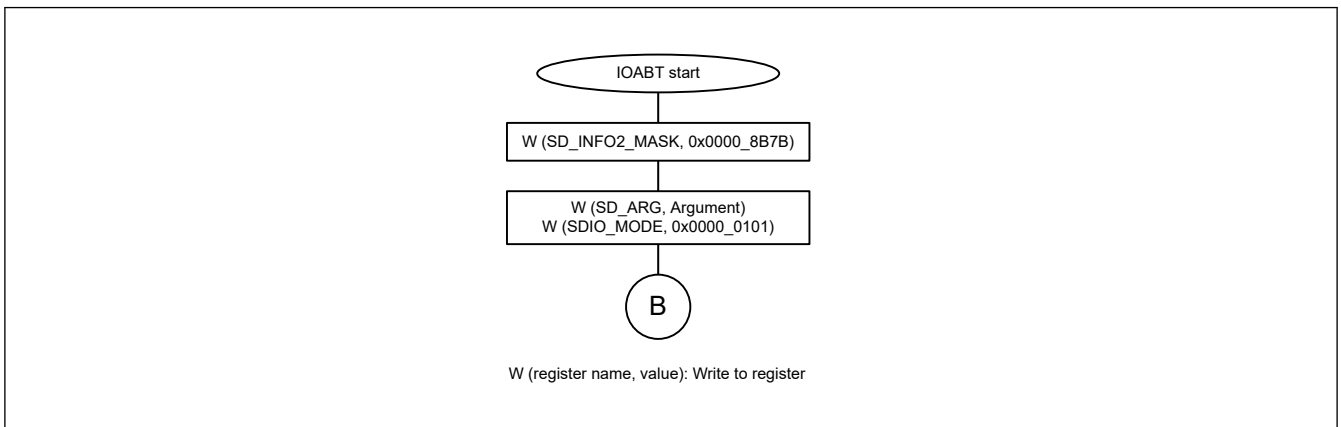 IOABT start
W (SD_INFO2_MASK, 0x0000_8B7B)
W (SD_ARG, Argument)
W (SDIO_MODE, 0x0000_0101)
B
W (register name, value): Write to register